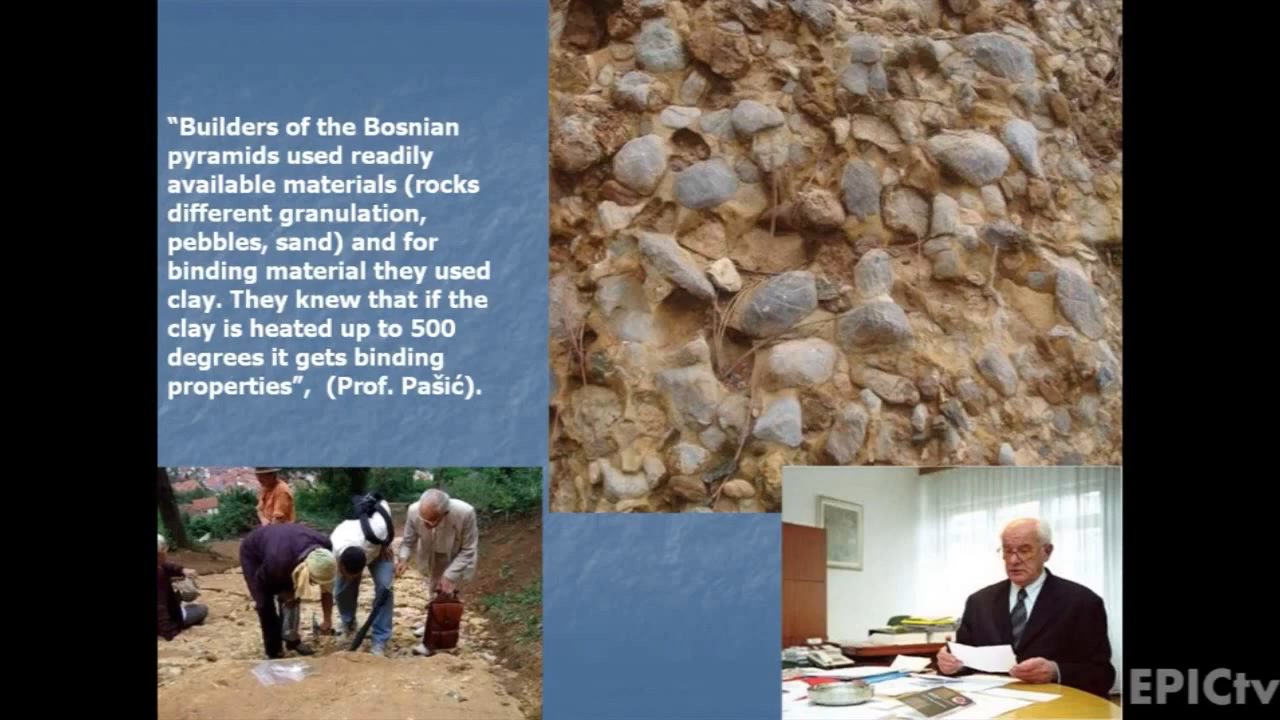 “Builders of the Bosnian
pyramids used readily
available materials (rocks
different granulation,
pebbles, sand) and for
binding material they used
clay. They knew that if the
clay is heated up to 500
degrees it gets binding
properties”,  (Prof. Pašić).
EPICtv